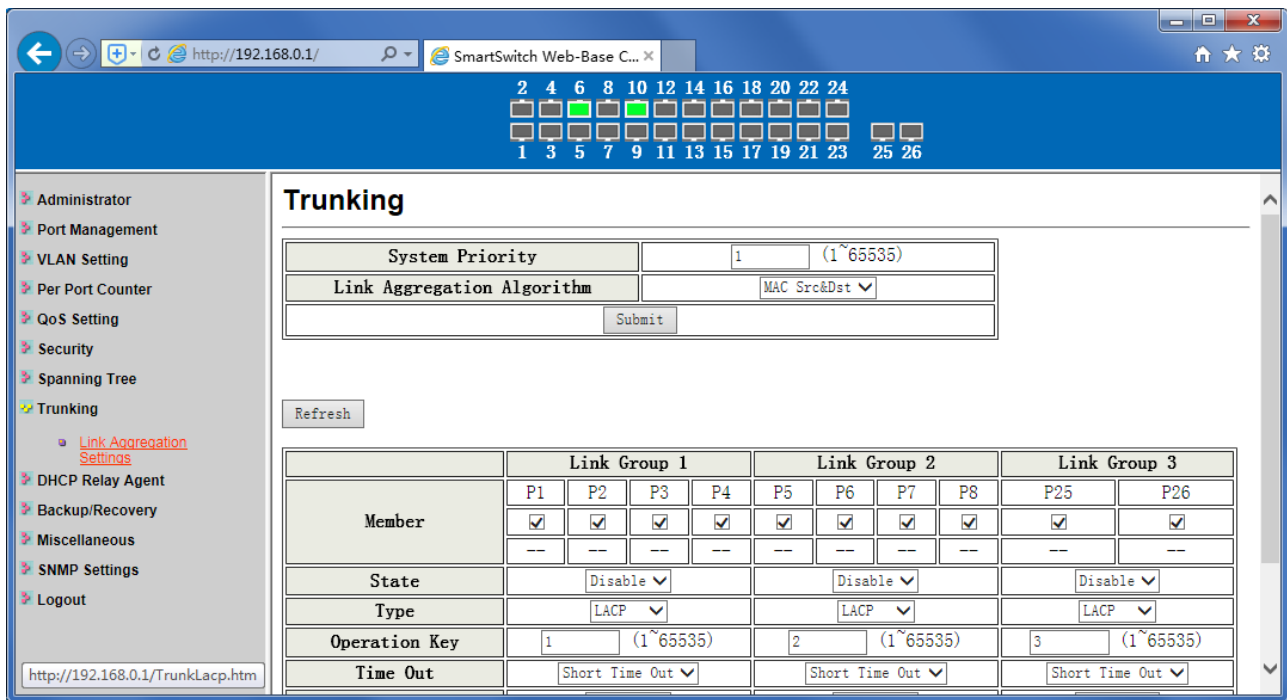 http://192.168.0.1/
SmartSwitch Web-Base C...
2 4 6 8 10 12 14 16 18 20 22 24
1 3 5 7 9 11 13 15 17 19 21 23 25 26
Administrator
Port Management
VLAN Setting
Per Port Counter
QoS Setting
Security
Spanning Tree
Trunking
Link Aggregation
Settings
DHCP Relay Agent
Backup/Recovery
Miscellaneous
SNMP Settings
Logout
http://192.168.0.1/TrunkLacp.htm
Trunking
System Priority 1 (1~65535)
Link Aggregation Algorithm MAC Src&Dst
Submit
Refresh
Link Group 1 Link Group 2 Link Group 3
P1 P2 P3 P4 P5 P6 P7 P8 P25 P26
Member
-- -- -- -- -- -- -- -- -- --
State Disable Disable Disable
Type LACP LACP LACP
Operation Key 1 (1~65535) 2 (1~65535) 3 (1~65535)
Time Out Short Time Out Short Time Out Short Time Out